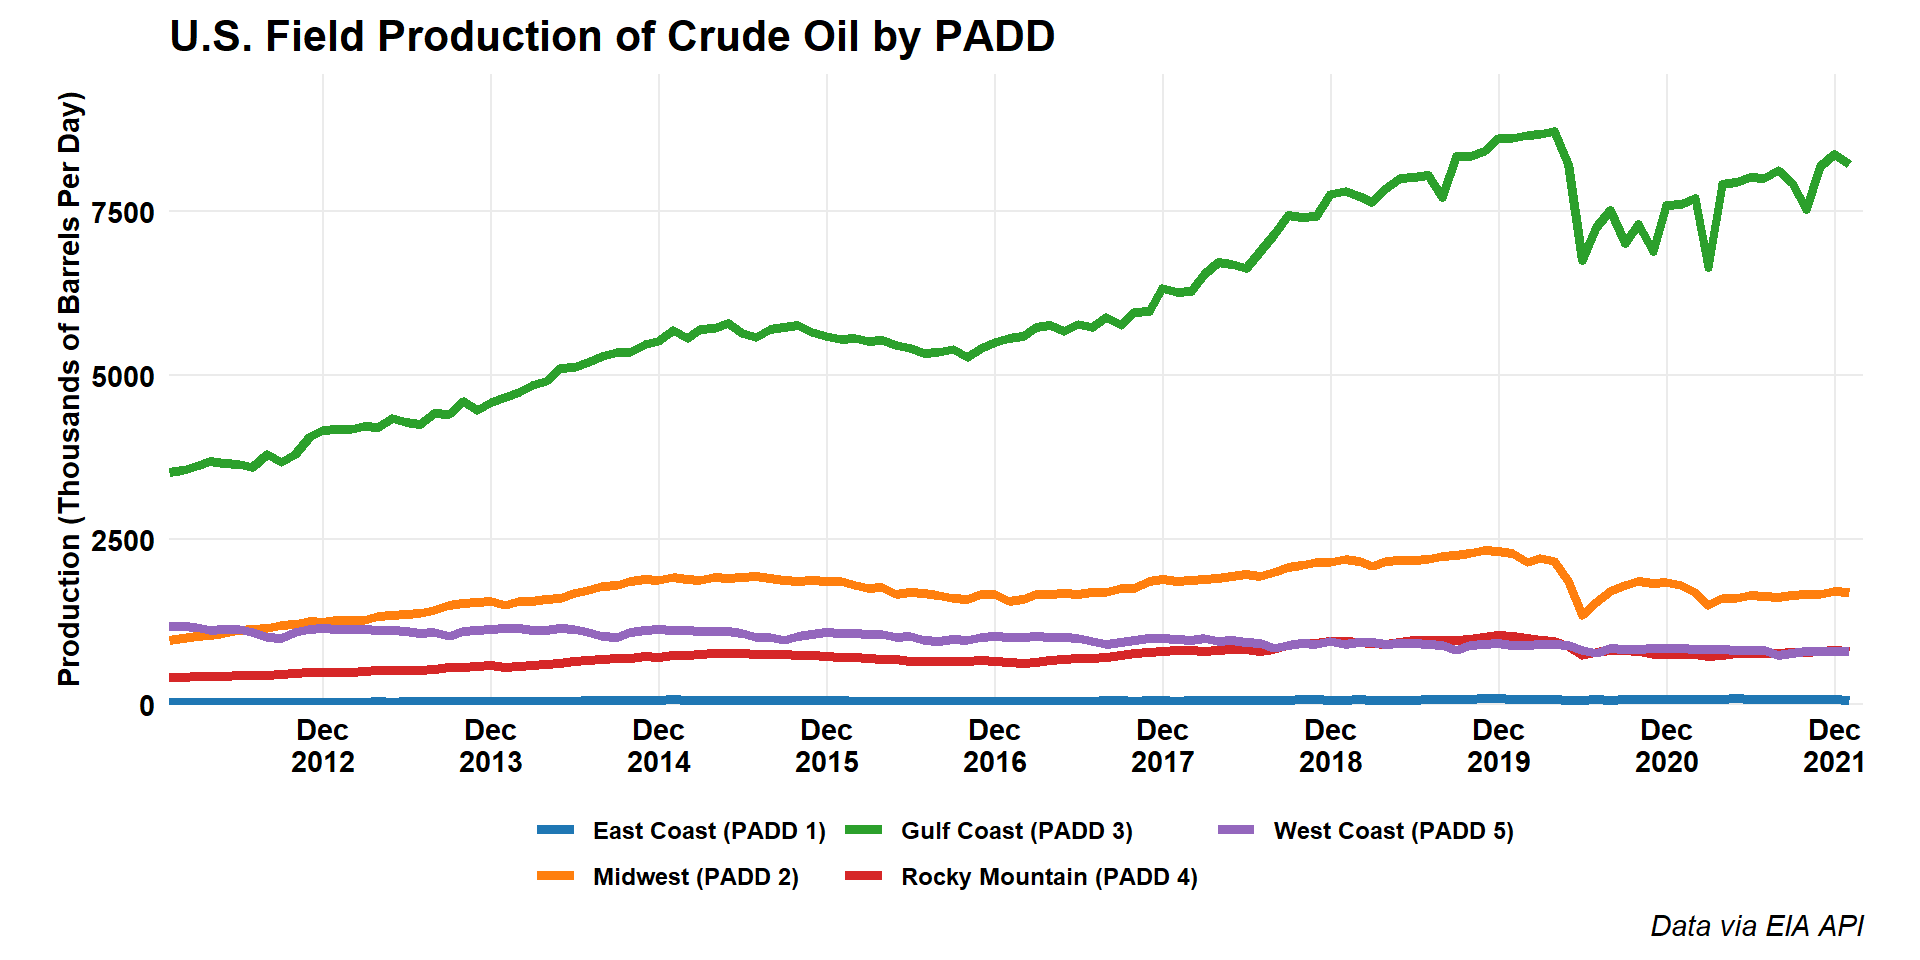 U.S. Field Production of Crude Oil by PADD
Production (Thousands of Barrels Per Day)
7500
5000
2500
0
Dec Dec Dec Dec Dec Dec Dec Dec Dec Dec
2012 2013 2014 2015 2016 2017 2018 2019 2020 2021
East Coast (PADD 1) Gulf Coast (PADD 3) West Coast (PADD 5)
Midwest (PADD 2) Rocky Mountain (PADD 4)
Data via EIA API